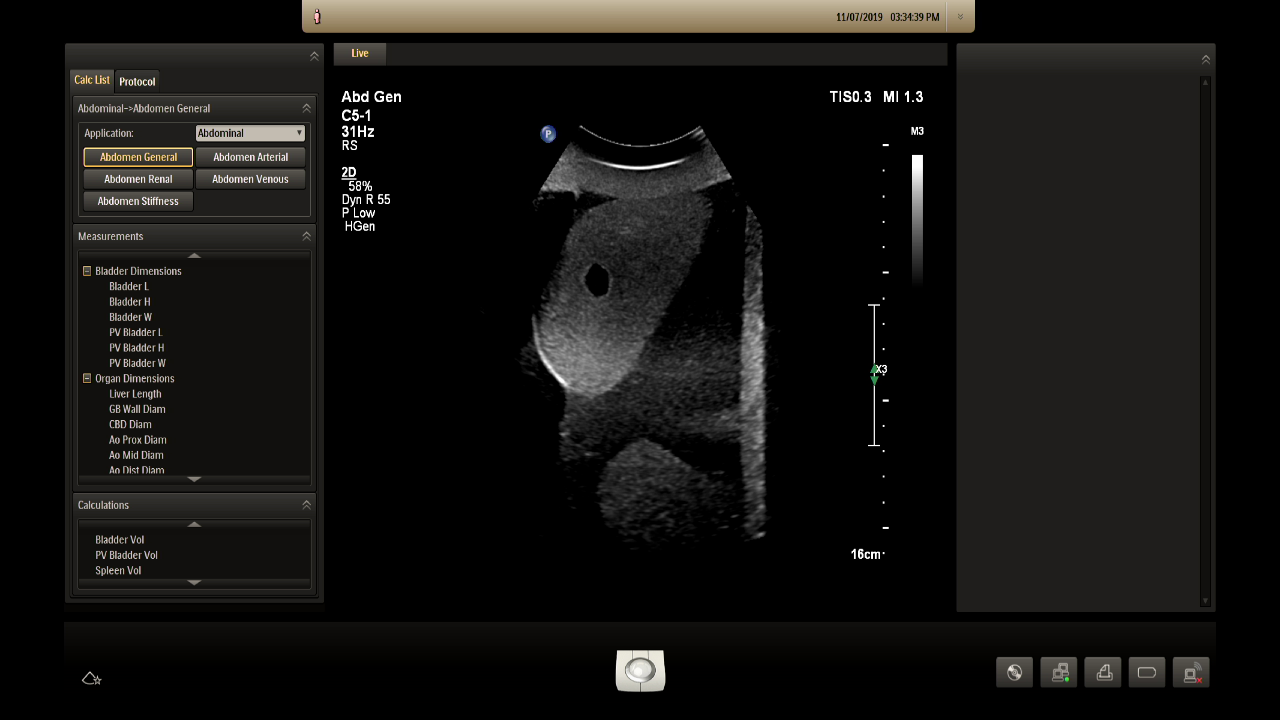 11/07/2019 03:34:39 PM
Calc List Protocol
Abdominal->Abdomen General
Application: Abdominal
Abdomen General Abdomen Arterial
Abdomen Renal Abdomen Venous
Abdomen Stiffness
Measurements
Bladder Dimensions
Bladder L
Bladder H
Bladder W
PV Bladder L
PV Bladder H
PV Bladder W
Organ Dimensions
Liver Length
GB Wall Diam
CBD Diam
Ao Prox Diam
Ao Mid Diam
Ao Dist Diam
Calculations
Bladder Vol
PV Bladder Vol
Spleen Vol
Live
Abd Gen
C5-1
31Hz
RS
2D
58%
Dyn R 55
P Low
HGen
P
TIS0.3 MI 1.3
M3
X3
16cm